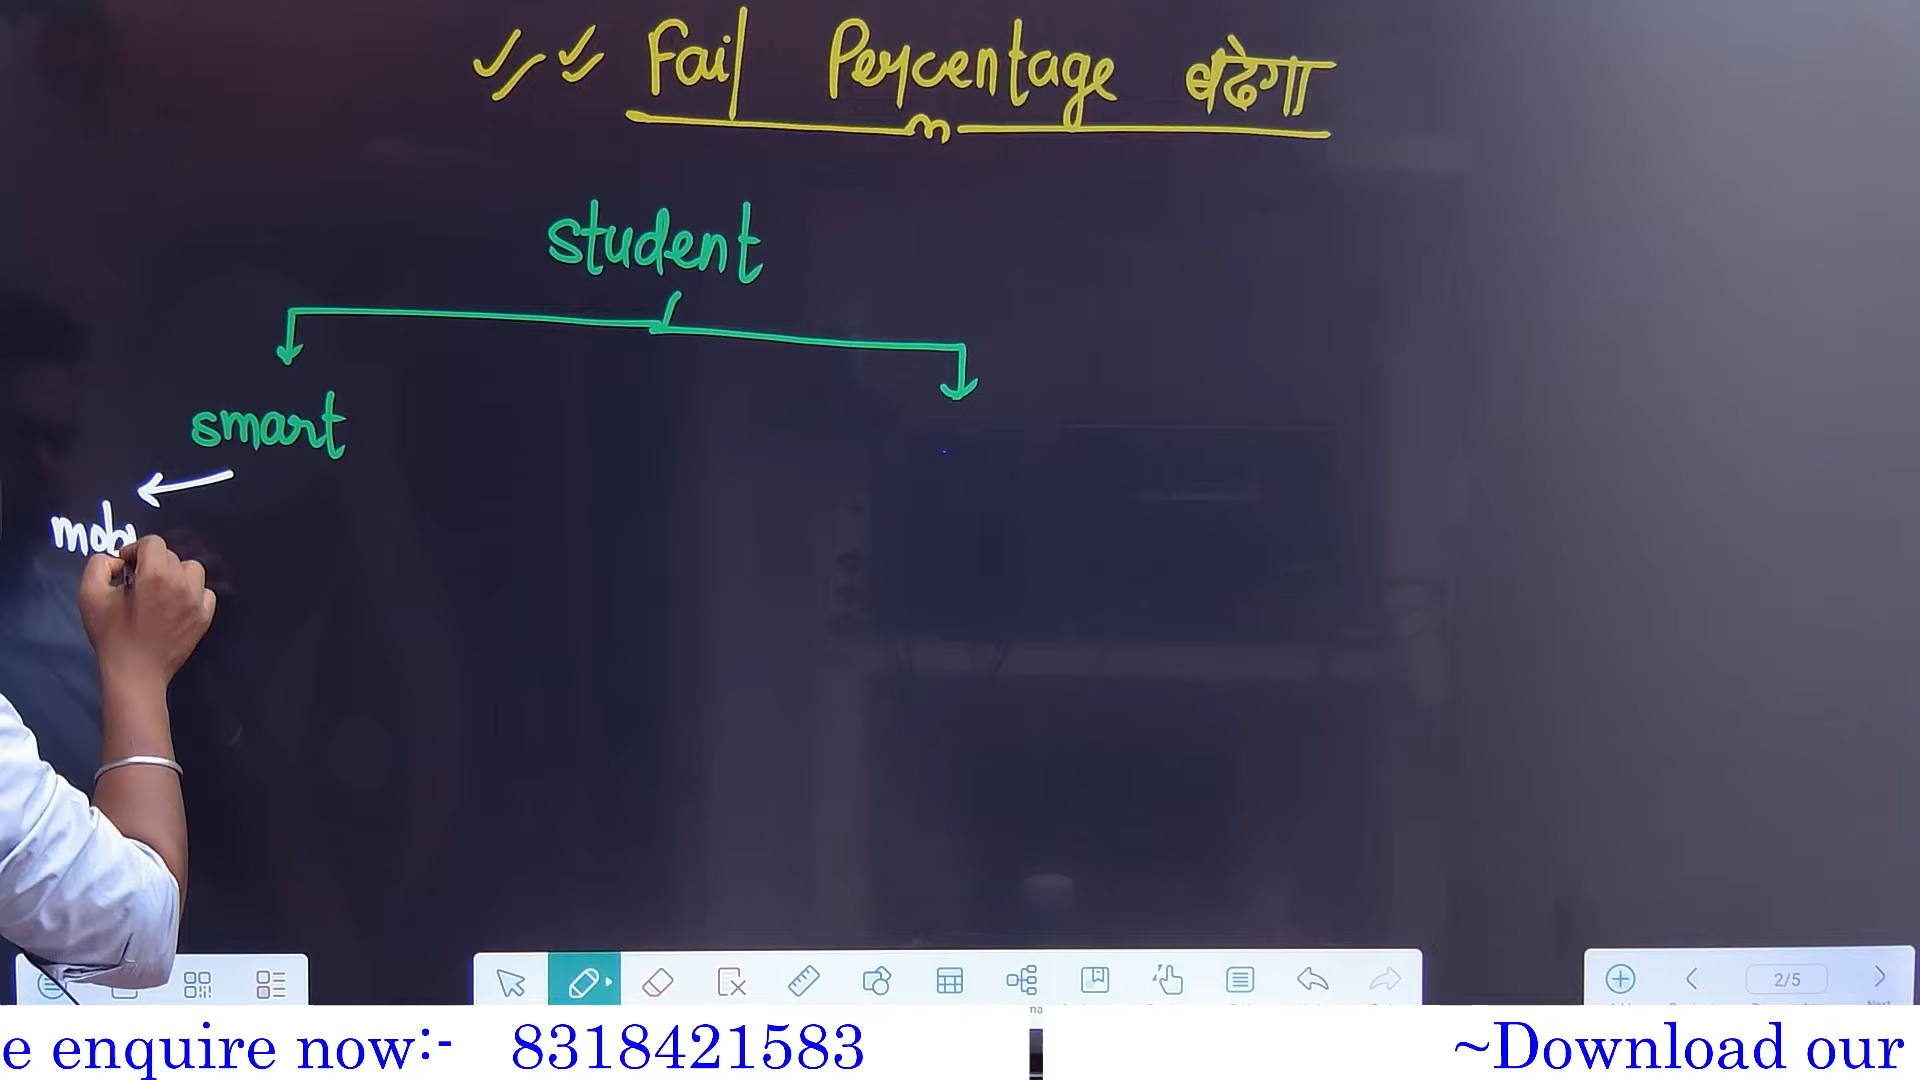 Fail Percentage बढेगा
student
smart
mob
2/5
e enquire now:- 8318421583 ~Download our